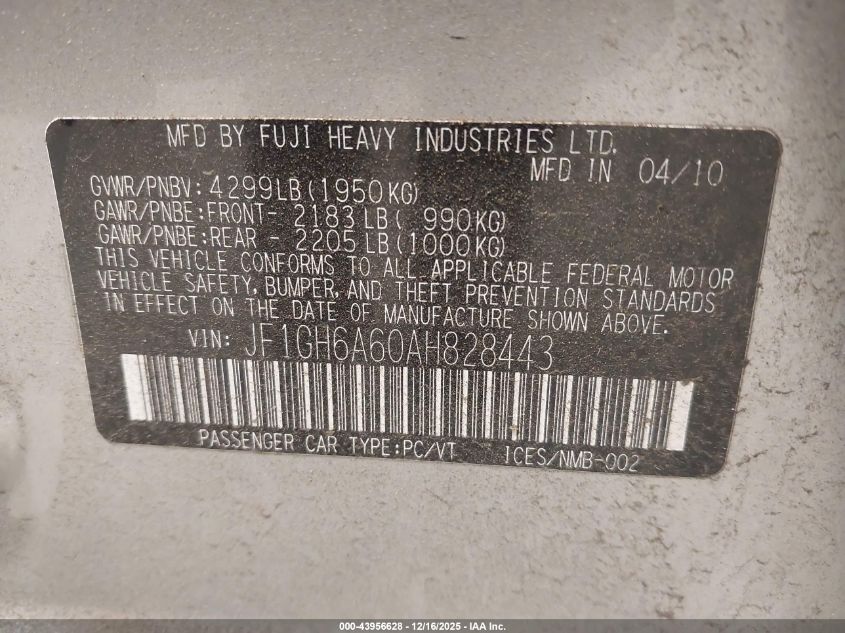 MFD BY FUJI HEAVY INDUSTRIES LTD.
MFD IN 04/10
GVWR/PNBV: 4299LB(1950KG)
GAWR/PNBE:FRONT- 2183LB( 990KG)
GAWR/PNBE:REAR - 2205LB(1000KG)
THIS VEHICLE CONFORMS TO ALL APPLICABLE FEDERAL MOTOR
VEHICLE SAFETY, BUMPER, AND THEFT PREVENTION STANDARDS
IN EFFECT ON THE DATE OF MANUFACTURE SHOWN ABOVE.
VIN: JF1GH6A60AH828443
PASSENGER CAR TYPE:PC/VT ICES/NMB-002
000-43956628 - 12/16/2025 - IAA Inc.